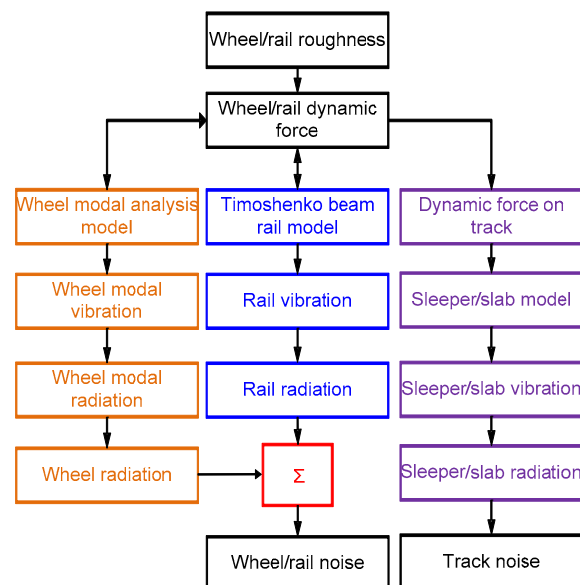 Wheel/rail roughness
Wheel/rail dynamic
force
Wheel modal analysis
model
Timoshenko beam
rail model
Dynamic force on
track
Wheel modal
vibration
Rail vibration
Sleeper/slab model
Wheel modal
radiation
Rail radiation
Sleeper/slab vibration
Wheel radiation
Σ
Sleeper/slab radiation
Wheel/rail noise
Track noise